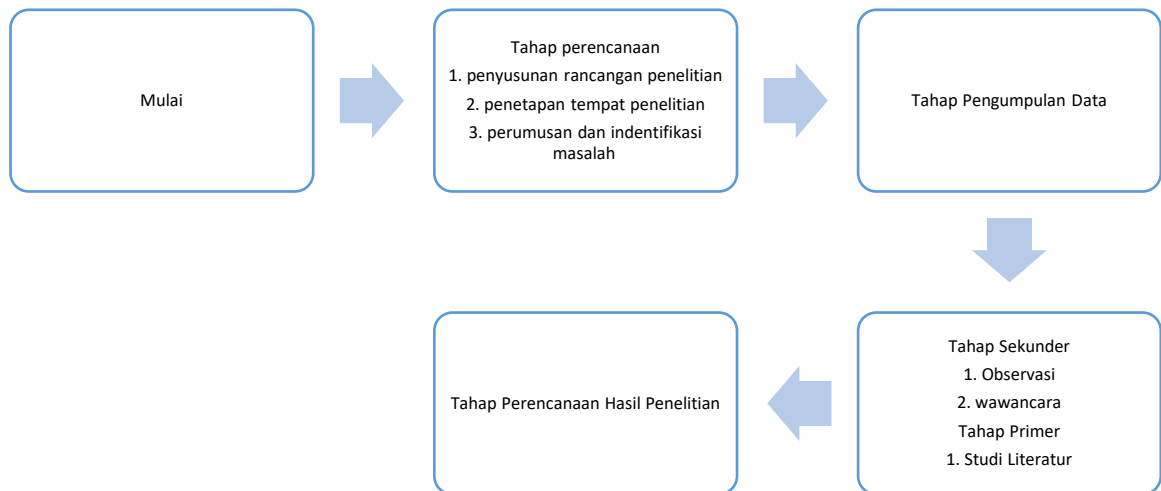 Mulai
Tahap perencanaan
1. penyusunan rancangan penelitian
2. penetapan tempat penelitian
3. perumusan dan indentifikasi
masalah
Tahap Pengumpulan Data
Tahap Sekunder
1. Observasi
2. wawancara
Tahap Primer
1. Studi Literatur
Tahap Perencanaan Hasil Penelitian